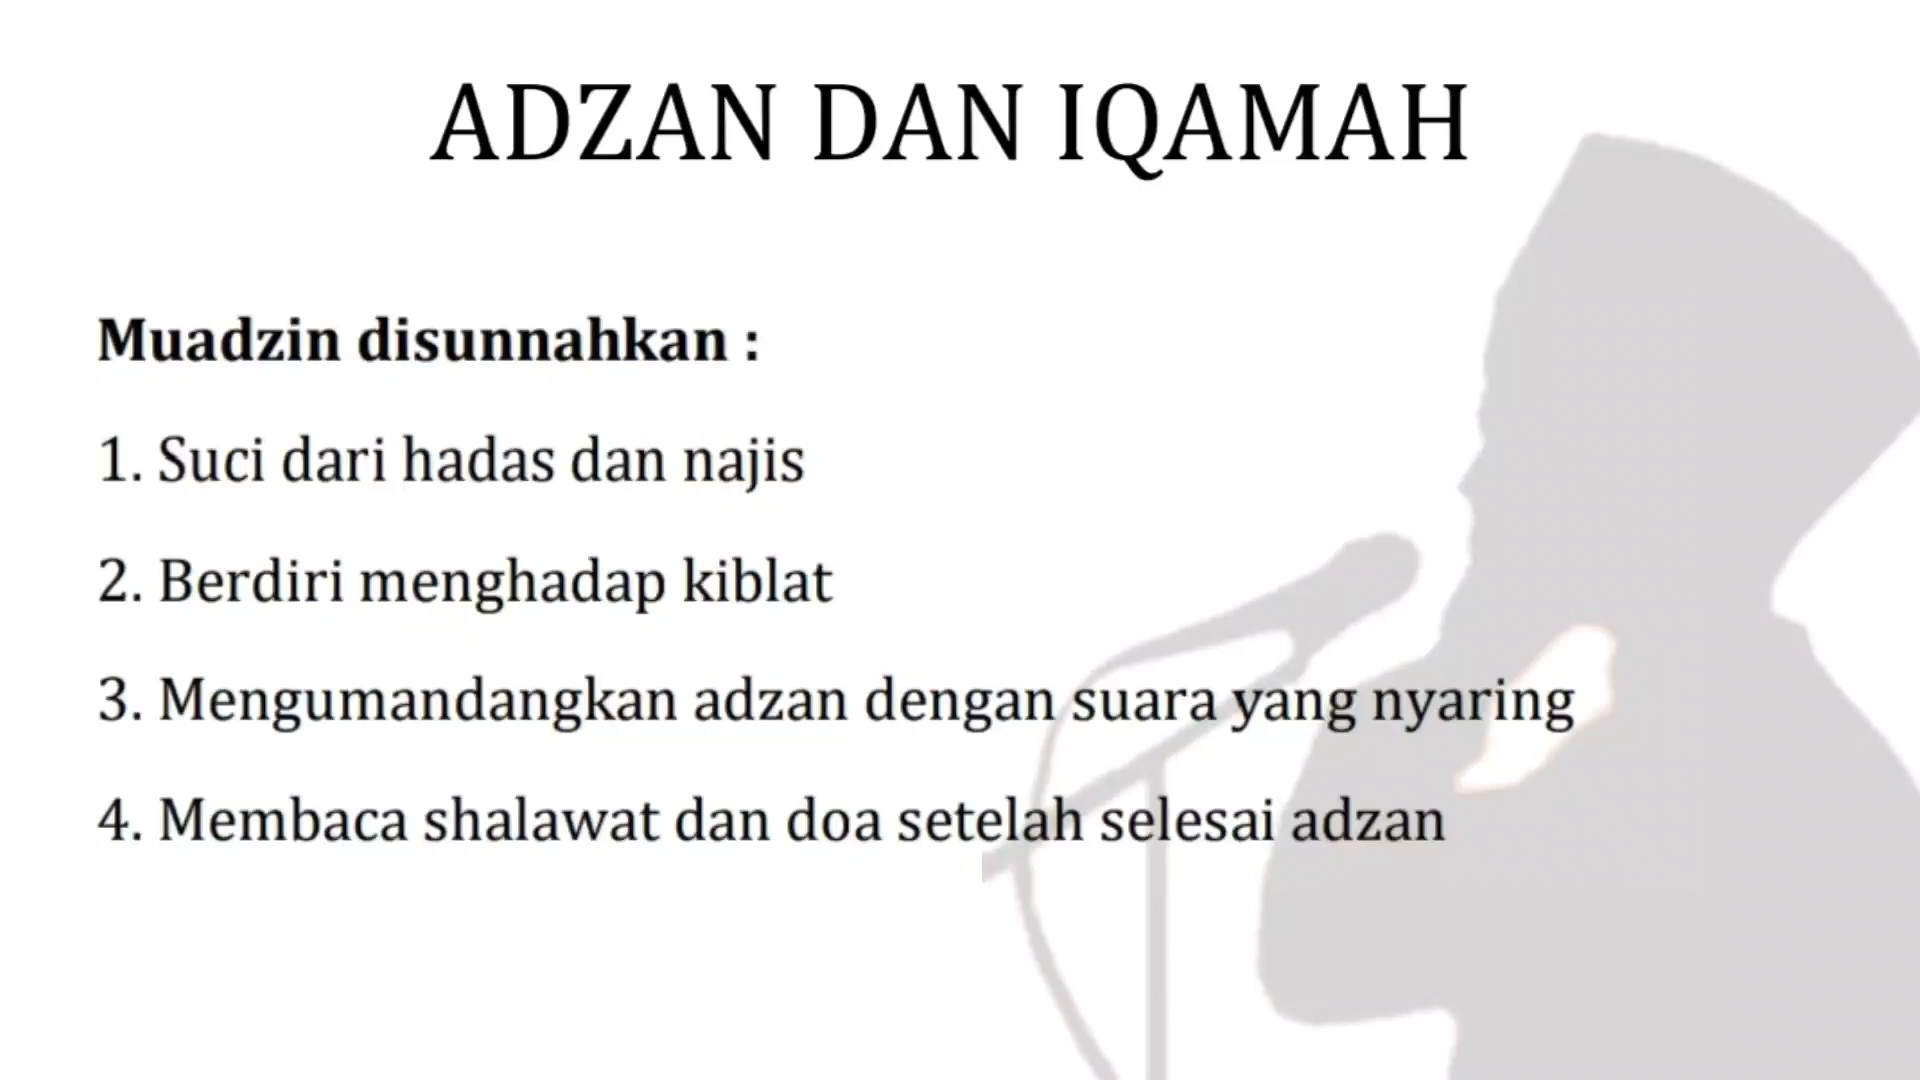 ADZAN DAN IQAMAH
Muadzin disunnahkan :
1. Suci dari hadas dan najis
2. Berdiri menghadap kiblat
3. Mengumandangkan adzan dengan suara yang nyaring
4. Membaca shalawat dan doa setelah selesai adzan